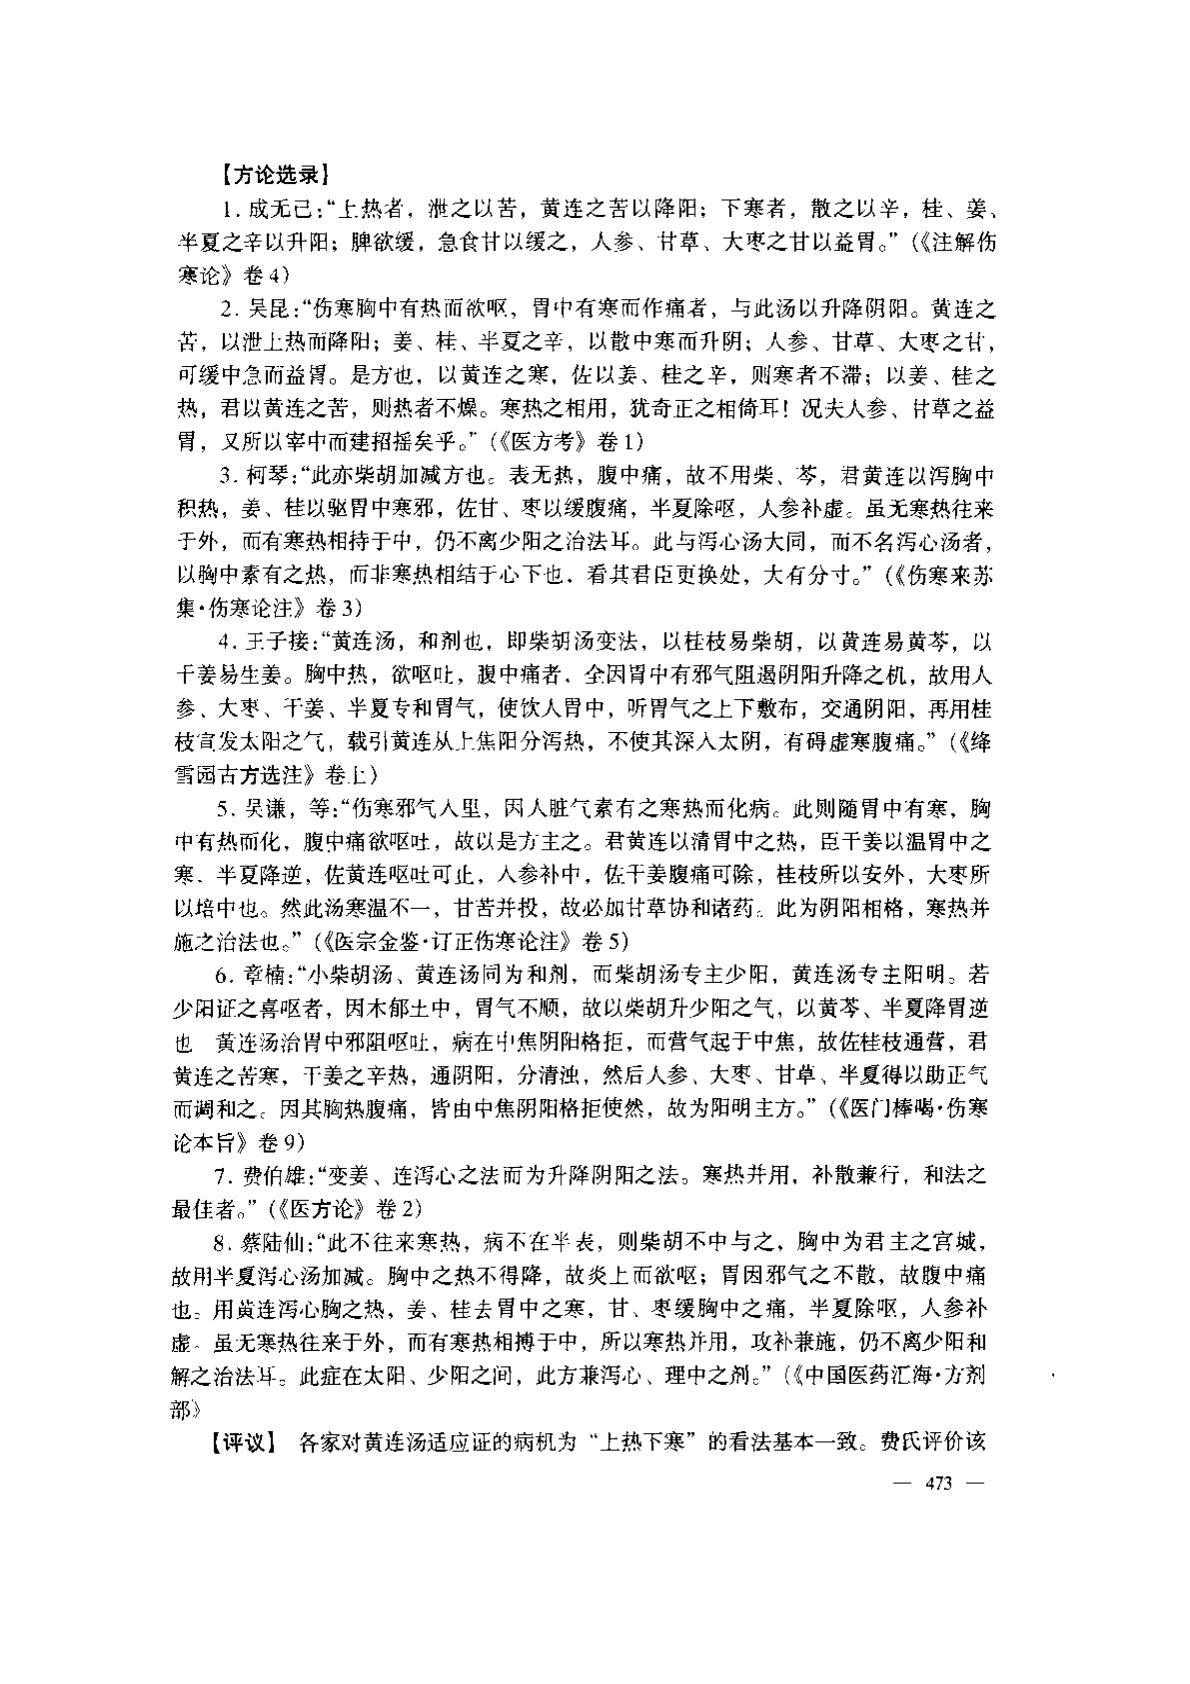 【方论选录】
1. 成无己：“上热者，泄之以苦，黄连之苦以降阳；下寒者，散之以辛，桂、姜、
半夏之辛以升阳；脾欲缓，急食甘以缓之，人参、甘草、大枣之甘以益胃。”（《注解伤
寒论》卷4）
2. 吴昆：“伤寒胸中有热而欲呕，胃中有寒而作痛者，与此汤以升降阴阳。黄连之
苦，以泄上热而降阳；姜、桂、半夏之辛，以散中寒而升阴；人参、甘草、大枣之甘，
可缓中急而益胃。是方也，以黄连之寒，佐以姜、桂之辛，则寒者不滞；以姜、桂之
热，君以黄连之苦，则热者不燥。寒热之相用，犹奇正之相倚耳！况夫人参、甘草之益
胃，又所以宰中而建招摇矣乎。”（《医方考》卷1）
3. 柯琴：“此亦柴胡加减方也。表无热，腹中痛，故不用柴、芩，君黄连以泻胸中
积热，姜、桂以驱胃中寒邪，佐甘、枣以缓腹痛，半夏除呕，人参补虚。虽无寒热往来
于外，而有寒热相持于中，仍不离少阳之治法耳。此与泻心汤大同，而不名泻心汤者，
以胸中素有之热，而非寒热相结于心下也，看其君臣更换处，大有分寸。”（《伤寒来苏
集·伤寒论注》卷3）
4. 王子接：“黄连汤，和剂也，即柴胡汤变法，以桂枝易柴胡，以黄连易黄芩，以
干姜易生姜。胸中热，欲呕吐，腹中痛者，全因胃中有邪气阻遏阴阳升降之机，故用人
参、大枣、干姜、半夏专和胃气，使饮入胃中，听胃气之上下敷布，交通阴阳，再用桂
枝宣发太阳之气，载引黄连从上焦阳分泻热，不使其深入太阴，有碍虚寒腹痛。”（《绛
雪园古方选注》卷上）
5. 吴谦，等：“伤寒邪气入里，因人脏气素有之寒热而化病。此则随胃中有寒，胸
中有热而化，腹中痛欲呕吐，故以是方主之。君黄连以清胃中之热，臣干姜以温胃中之
寒、半夏降逆，佐黄连呕吐可止，人参补中，佐干姜腹痛可除，桂枝所以安外，大枣所
以培中也。然此汤寒温不一，甘苦并投，故必加甘草协和诸药。此为阴阳相格，寒热并
施之治法也。”（《医宗金鉴·订正伤寒论注》卷5）
6. 章楠：“小柴胡汤、黄连汤同为和剂，而柴胡汤专主少阳，黄连汤专主阳明。若
少阳证之喜呕者，因木郁土中，胃气不顺，故以柴胡升少阳之气，以黄芩、半夏降胃逆
也 黄连汤治胃中邪阻呕吐，病在中焦阴阳格拒，而营气起于中焦，故佐桂枝通营，君
黄连之苦寒，干姜之辛热，通阴阳，分清浊，然后人参、大枣、甘草、半夏得以助正气
而调和之。因其胸热腹痛，皆由中焦阴阳格拒使然，故为阳明主方。”（《医门棒喝·伤寒
论本旨》卷9）
7. 费伯雄：“变姜、连泻心之法而为升降阴阳之法。寒热并用，补散兼行，和法之
最佳者。”（《医方论》卷2）
8. 蔡陆仙：“此不往来寒热，病不在半表，则柴胡不中与之，胸中为君主之宫城，
故用半夏泻心汤加减。胸中之热不得降，故炎上而欲呕；胃因邪气之不散，故腹中痛
也。用黄连泻心胸之热，姜、桂去胃中之寒，甘、枣缓胸中之痛，半夏除呕，人参补
虚。虽无寒热往来于外，而有寒热相搏于中，所以寒热并用，攻补兼施，仍不离少阳和
解之治法耳。此症在太阳、少阳之间，此方兼泻心、理中之剂。”（《中国医药汇海·方剂
部》
【评议】 各家对黄连汤适应证的病机为“上热下寒”的看法基本一致。费氏评价该
— 473 —